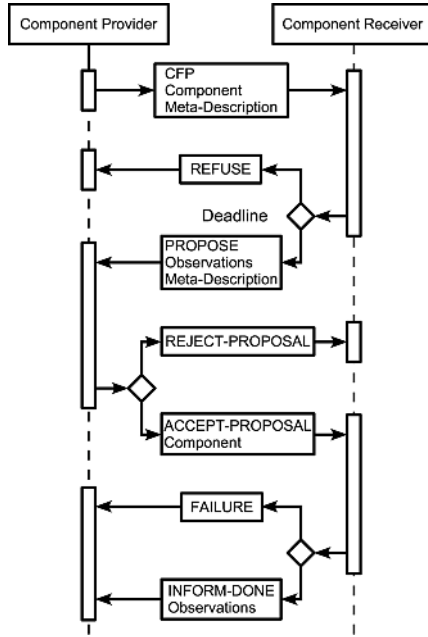 Component Provider
Component Receiver
CFP
Component
Meta-Description
REFUSE
Deadline
PROPOSE
Observations
Meta-Description
REJECT-PROPOSAL
ACCEPT-PROPOSAL
Component
FAILURE
INFORM-DONE
Observations